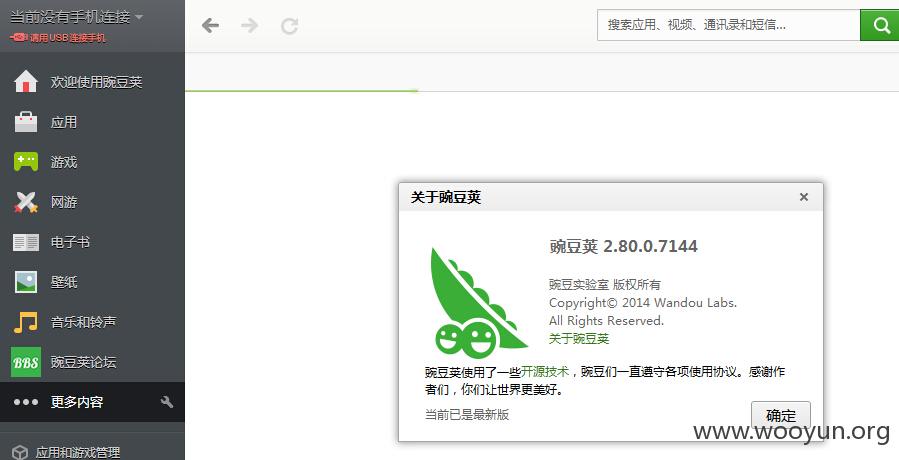 当前没有手机连接
请用USB连接手机
搜索应用、视频、通讯录和短信...
欢迎使用豌豆荚
应用
游戏
网游
电子书
壁纸
音乐和铃声
BBS 豌豆荚论坛
更多内容
应用和游戏管理
关于豌豆荚
豌豆荚 2.80.0.7144
豌豆实验室 版权所有
Copyright© 2014 Wandou Labs.
All Rights Reserved.
关于豌豆荚
豌豆荚使用了一些开源技术，豌豆们一直遵守各项使用协议。感谢作
者们，你们让世界更美好。
当前已是最新版
确定
www.wooyun.org